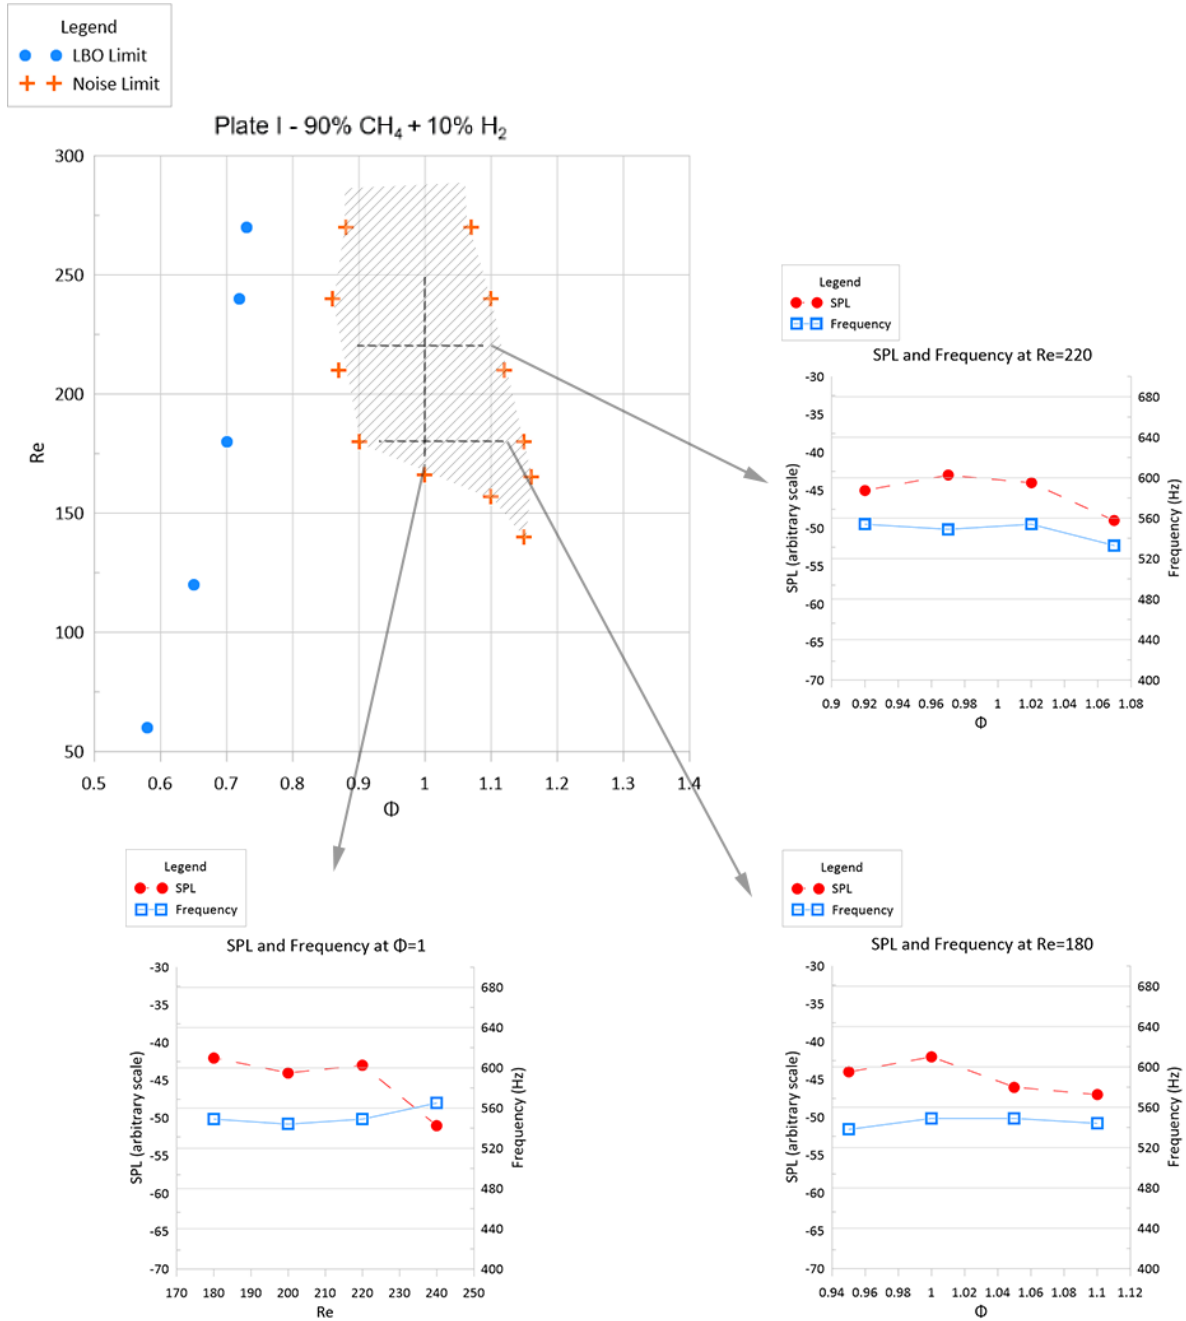 Legend
LBO Limit
Noise Limit
Plate I - 90% CH₄ + 10% H₂
300
250
200
150
100
50
Re
0.5 0.6 0.7 0.8 0.9 1 1.1 1.2 1.3 1.4
Φ
Legend
SPL
Frequency
SPL and Frequency at Re=220
-30
-35
-40
-45
-50
-55
-60
-65
-70
SPL (arbitrary scale)
680
640
600
560
520
480
440
400
Frequency (Hz)
0.9 0.92 0.94 0.96 0.98 1 1.02 1.04 1.06 1.08
Φ
Legend
SPL
Frequency
SPL and Frequency at Φ=1
-30
-35
-40
-45
-50
-55
-60
-65
-70
SPL (arbitrary scale)
680
640
600
560
520
480
440
400
Frequency (Hz)
170 180 190 200 210 220 230 240 250
Re
Legend
SPL
Frequency
SPL and Frequency at Re=180
-30
-35
-40
-45
-50
-55
-60
-65
-70
SPL (arbitrary scale)
680
640
600
560
520
480
440
400
Frequency (Hz)
0.94 0.96 0.98 1 1.02 1.04 1.06 1.08 1.1 1.12
Φ